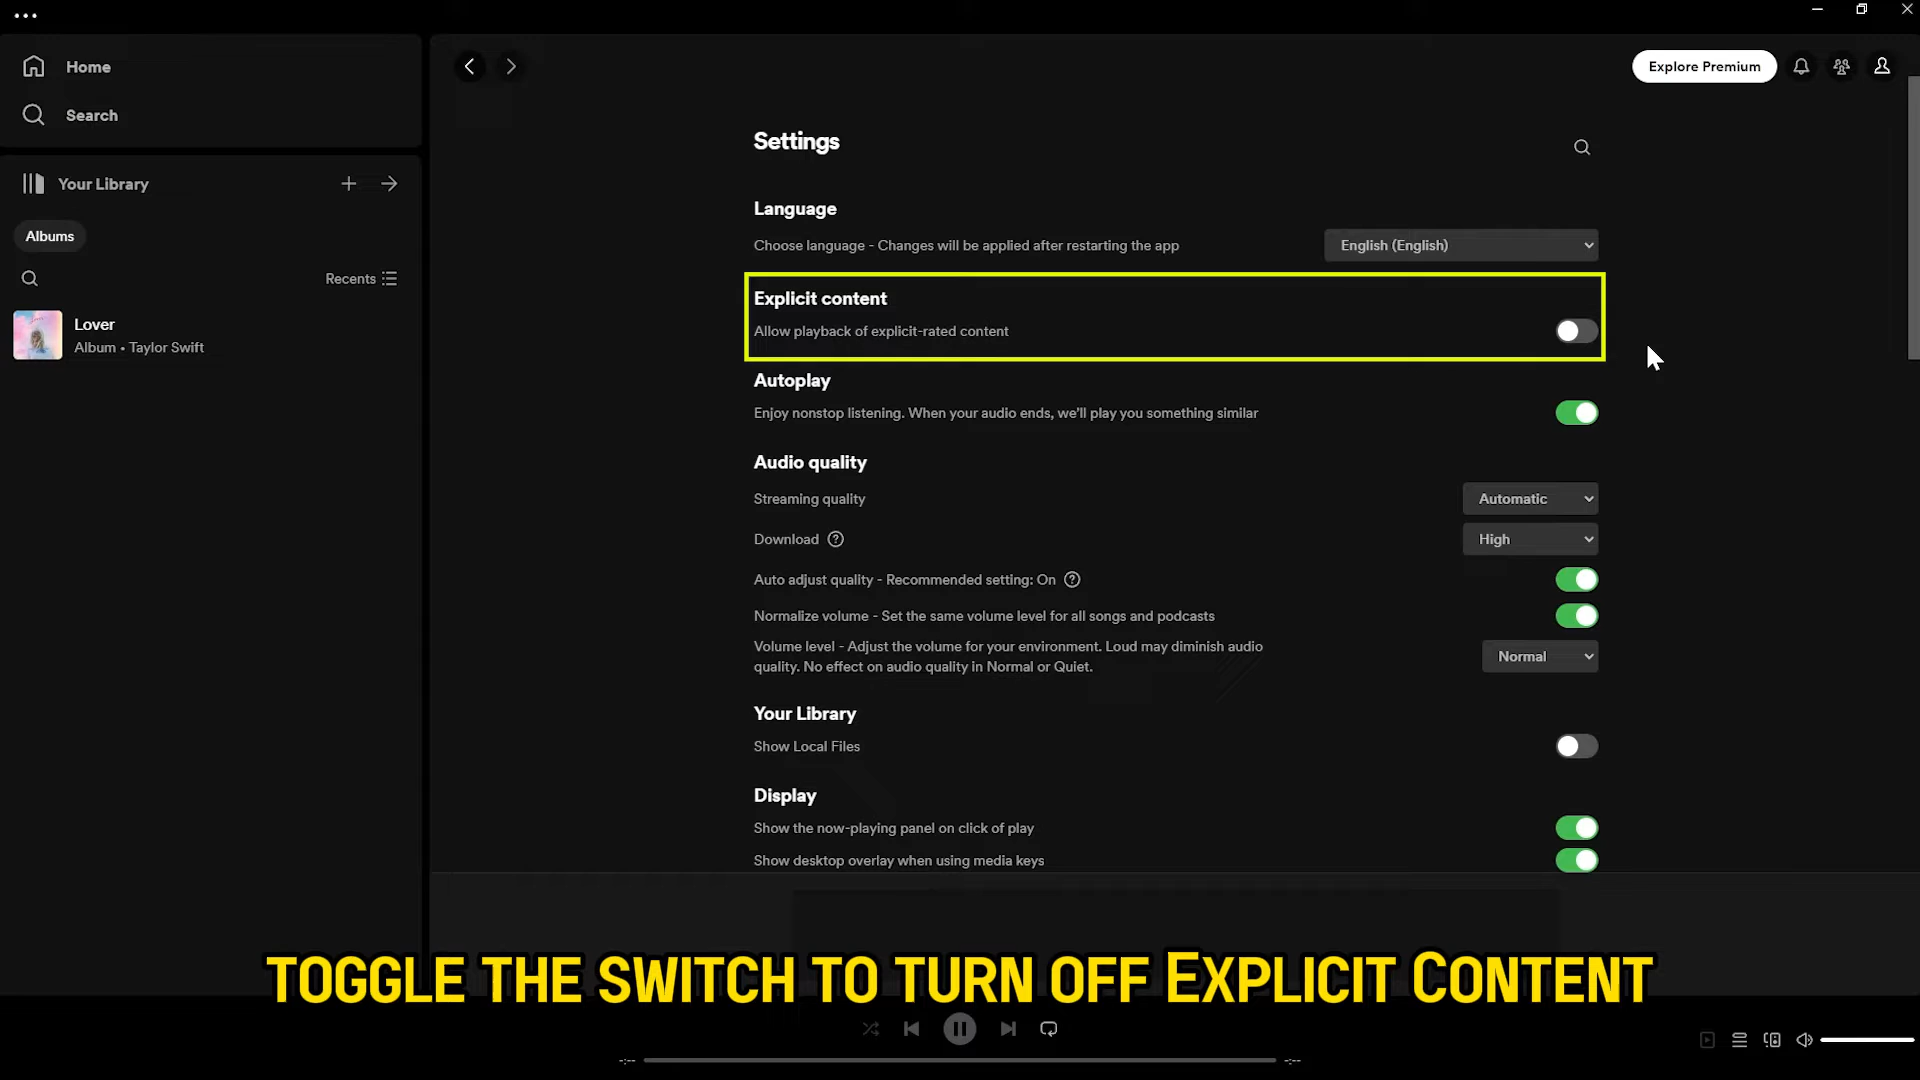 Home
Search
Your Library
Albums
Recents
Lover
Album • Taylor Swift
Explore Premium
Settings
Language
Choose language - Changes will be applied after restarting the app
English (English)
Explicit content
Allow playback of explicit-rated content
Autoplay
Enjoy nonstop listening. When your audio ends, we'll play you something similar
Audio quality
Streaming quality
Automatic
Download
High
Auto adjust quality - Recommended setting: On
Normalize volume - Set the same volume level for all songs and podcasts
Volume level - Adjust the volume for your environment. Loud may diminish audio
quality. No effect on audio quality in Normal or Quiet.
Normal
Your Library
Show Local Files
Display
Show the now-playing panel on click of play
Show desktop overlay when using media keys
TOGGLE THE SWITCH TO TURN OFF EXPLICIT CONTENT
-:--
-:--